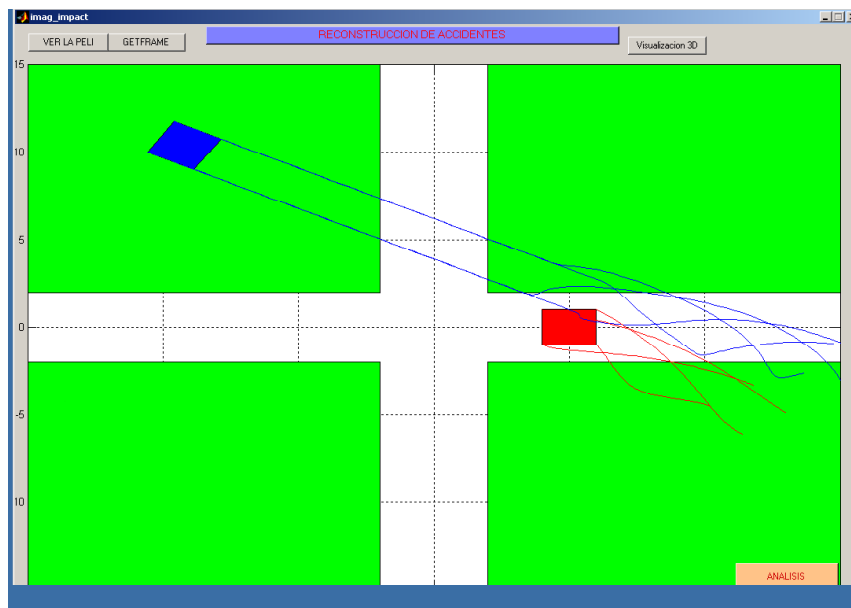 imag_impact
VER LA PELI GETFRAME RECONSTRUCCION DE ACCIDENTES Visualizacion 3D
15
10
5
0
-5
10
ANALISIS